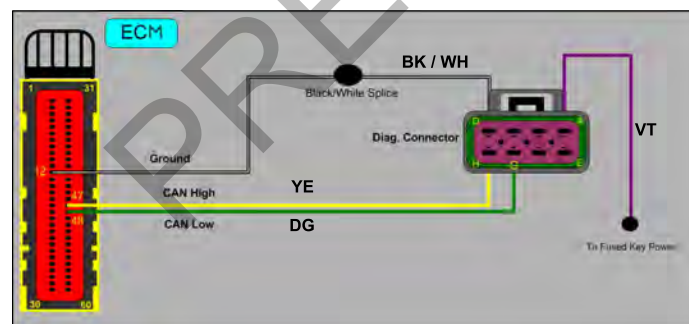 ECM
BK / WH
Black/White Splice
1 31
D A
Diag. Connector
VT
Ground
12
H G E
CAN High
YE
47
48
CAN Low
DG
To Fused Key Power
30 60
PRE